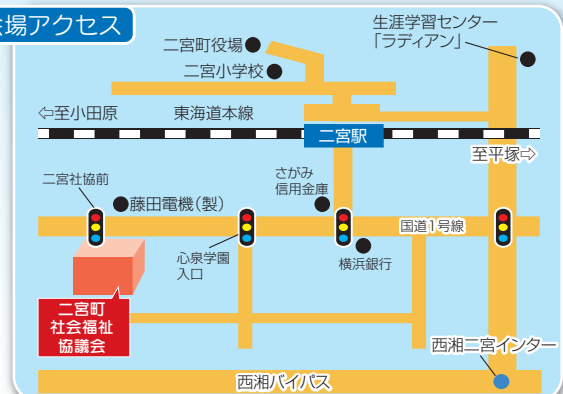 会場アクセス
生涯学習センター
「ラディアン」
二宮町役場
二宮小学校
⇦至小田原
東海道本線
二宮駅
至平塚⇨
二宮社協前
藤田電機(製)
さがみ
信用金庫
国道1号線
心泉学園
入口
横浜銀行
二宮町
社会福祉
協議会
西湘二宮インター
西湘バイパス